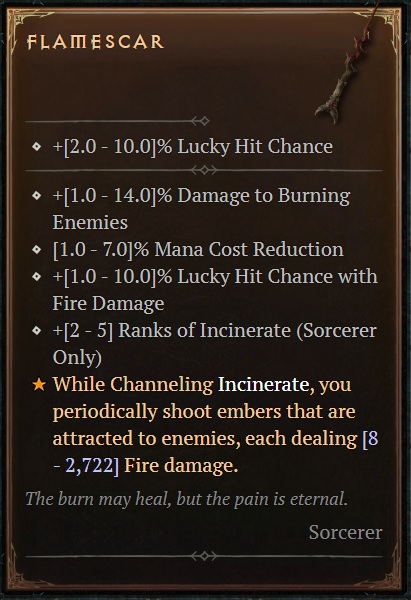 FLAMESCAR
+[2.0 - 10.0]% Lucky Hit Chance
+[1.0 - 14.0]% Damage to Burning
Enemies
[1.0 - 7.0]% Mana Cost Reduction
+[1.0 - 10.0]% Lucky Hit Chance with
Fire Damage
+[2 - 5] Ranks of Incinerate (Sorcerer
Only)
While Channeling Incinerate, you
periodically shoot embers that are
attracted to enemies, each dealing [8
- 2,722] Fire damage.
The burn may heal, but the pain is eternal.
Sorcerer